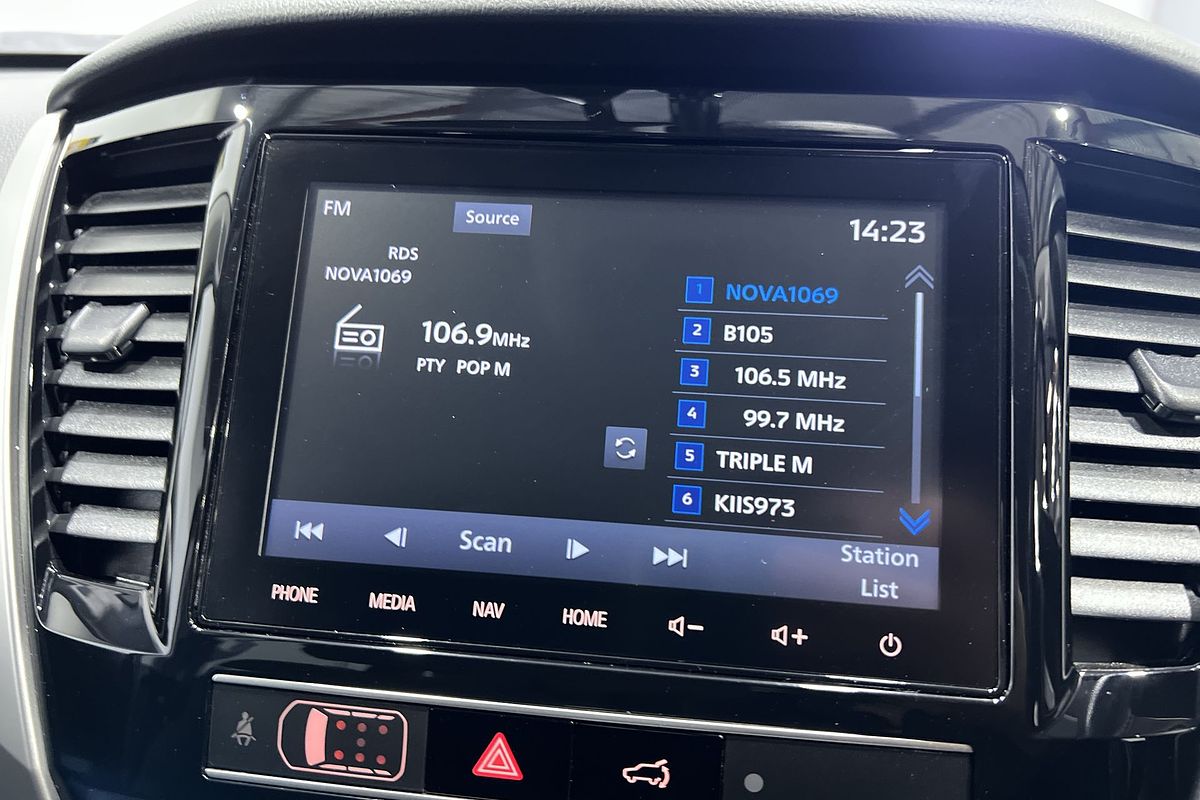 FM
Source
14:23
RDS
NOVA1069
106.9MHz
PTY POP M
1 NOVA1069
2 B105
3 106.5 MHz
4 99.7 MHz
5 TRIPLE M
6 KIIS973
Scan
Station
List
PHONE
MEDIA
NAV
HOME